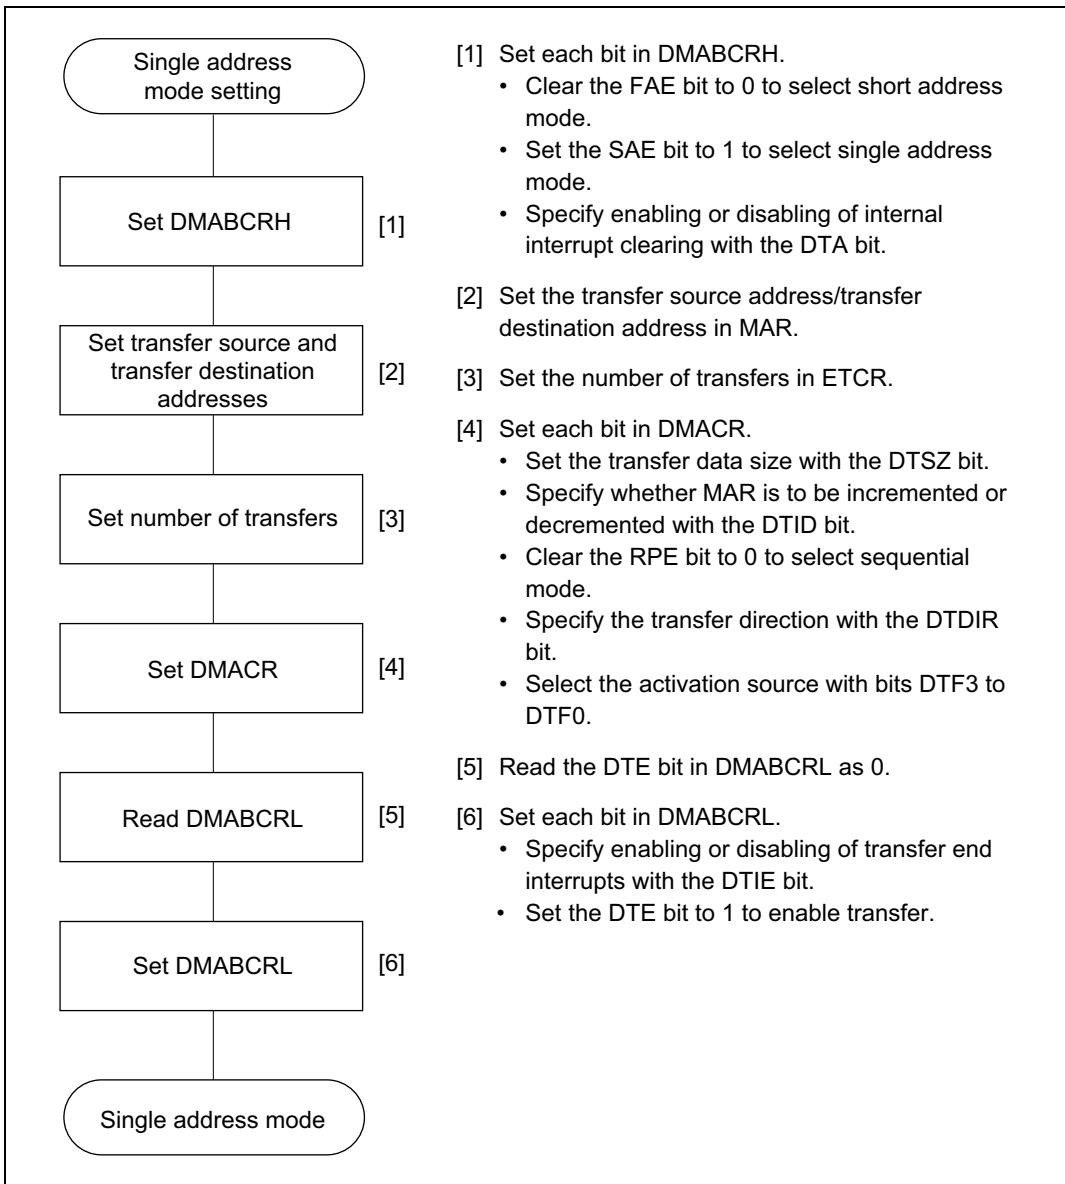 Single address
mode setting
Set DMABCRH
[1]
Set transfer source and
transfer destination
addresses
[2]
Set number of transfers
[3]
Set DMACR
[4]
Read DMABCRL
[5]
Set DMABCRL
[6]
Single address mode
[1] Set each bit in DMABCRH.
• Clear the FAE bit to 0 to select short address
mode.
• Set the SAE bit to 1 to select single address
mode.
• Specify enabling or disabling of internal
interrupt clearing with the DTA bit.
[2] Set the transfer source address/transfer
destination address in MAR.
[3] Set the number of transfers in ETCR.
[4] Set each bit in DMACR.
• Set the transfer data size with the DTSZ bit.
• Specify whether MAR is to be incremented or
decremented with the DTID bit.
• Clear the RPE bit to 0 to select sequential
mode.
• Specify the transfer direction with the DTDIR
bit.
• Select the activation source with bits DTF3 to
DTF0.
[5] Read the DTE bit in DMABCRL as 0.
[6] Set each bit in DMABCRL.
• Specify enabling or disabling of transfer end
interrupts with the DTIE bit.
• Set the DTE bit to 1 to enable transfer.